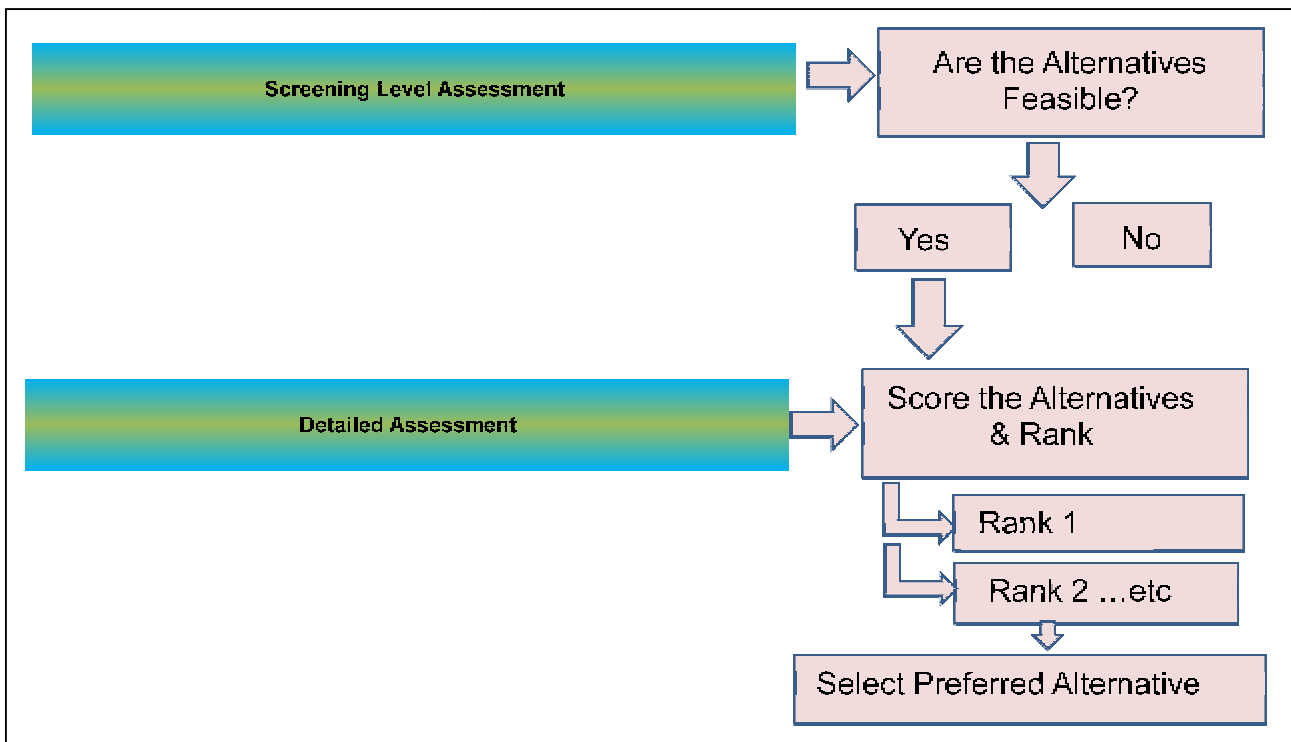 Screening Level Assessment
Are the Alternatives
Feasible?
Yes
No
Detailed Assessment
Score the Alternatives
& Rank
Rank 1
Rank 2 ...etc
Select Preferred Alternative